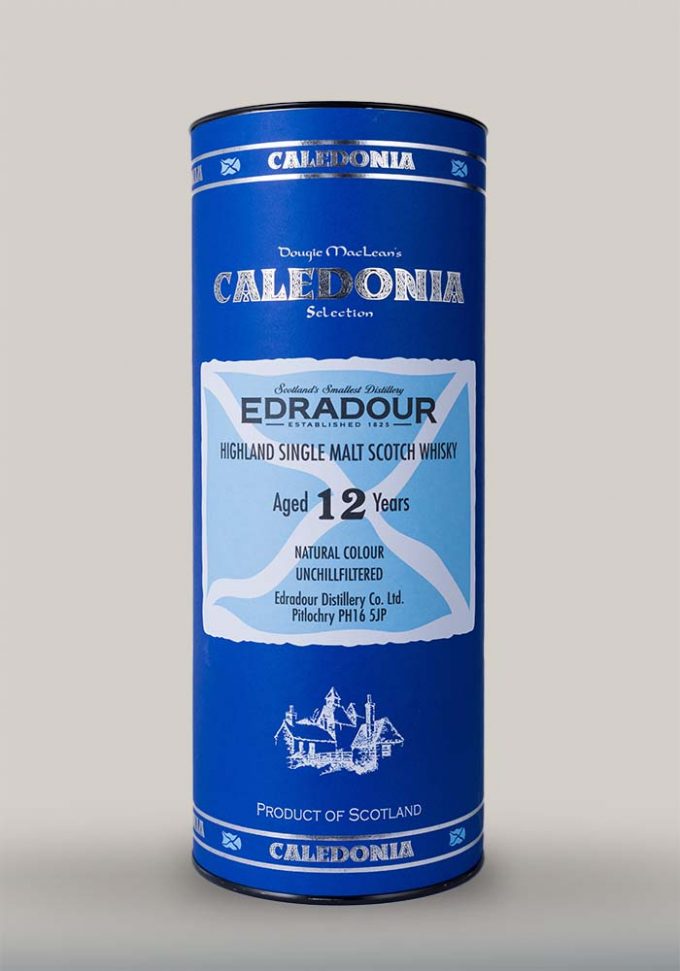 CALEDONIA
Dougie MacLean's
CALEDONIA
Selection
Scotland's Smallest Distillery
EDRADOUR
ESTABLISHED 1825
HIGHLAND SINGLE MALT SCOTCH WHISKY
Aged 12 Years
NATURAL COLOUR
UNCHILLFILTERED
Edradour Distillery Co. Ltd.
Pitlochry PH16 5JP
PRODUCT OF SCOTLAND
CALEDONIA